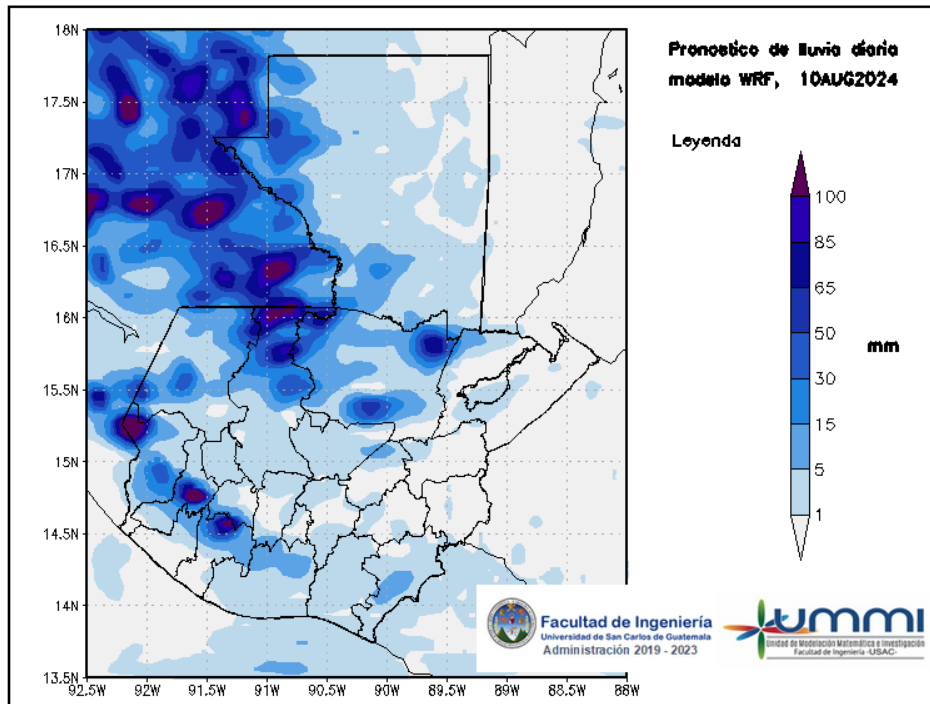 Pronostico de lluvia diaria
modelo WRF, 10AUG2024
Leyenda
100
85
65
50
30
15
5
1
mm
18N
17.5N
17N
16.5N
16N
15.5N
15N
14.5N
14N
13.5N
92.5W
92W
91.5W
91W
90.5W
90W
89.5W
89W
88.5W
88W
Facultad de Ingeniería
Universidad de San Carlos de Guatemala
Administración 2019 - 2023
UMMI
Unidad de Modelación Matemática e Investigación
Facultad de Ingeniería -USAC-